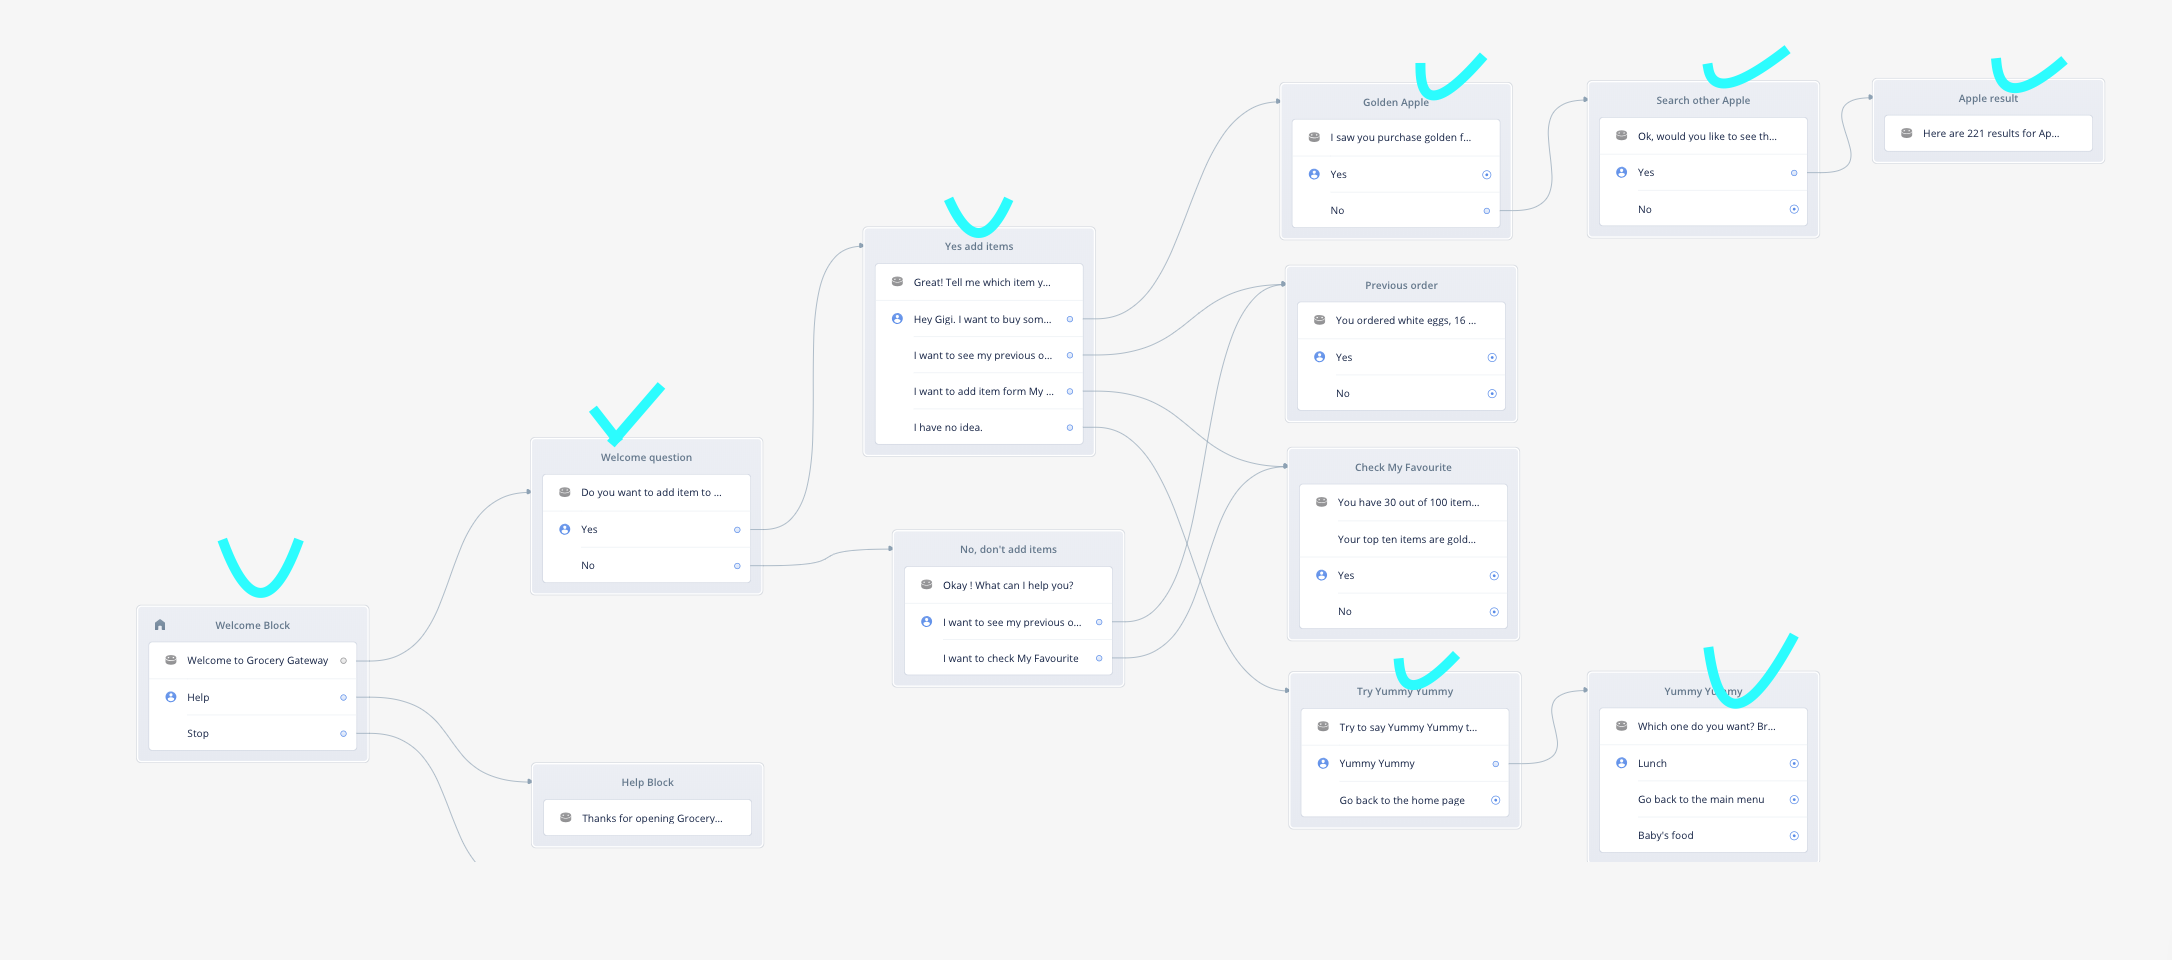 Welcome Block
Welcome to Grocery Gateway
Help
Stop
Welcome question
Do you want to add item to ...
Yes
No
Help Block
Thanks for opening Grocery...
Yes add items
Great! Tell me which item y...
Hey Gigi. I want to buy som...
I want to see my previous o...
I want to add item form My ...
I have no idea.
No, don't add items
Okay ! What can I help you?
I want to see my previous o...
I want to check My Favourite
Golden Apple
I saw you purchase golden f...
Yes
No
Previous order
You ordered white eggs, 16 ...
Yes
No
Check My Favourite
You have 30 out of 100 item...
Your top ten items are gold...
Yes
No
Try Yummy Yummy
Try to say Yummy Yummy t...
Yummy Yummy
Go back to the home page
Search other Apple
Ok, would you like to see th...
Yes
No
Apple result
Here are 221 results for Ap...
Yummy Yummy
Which one do you want? Br...
Lunch
Go back to the main menu
Baby's food